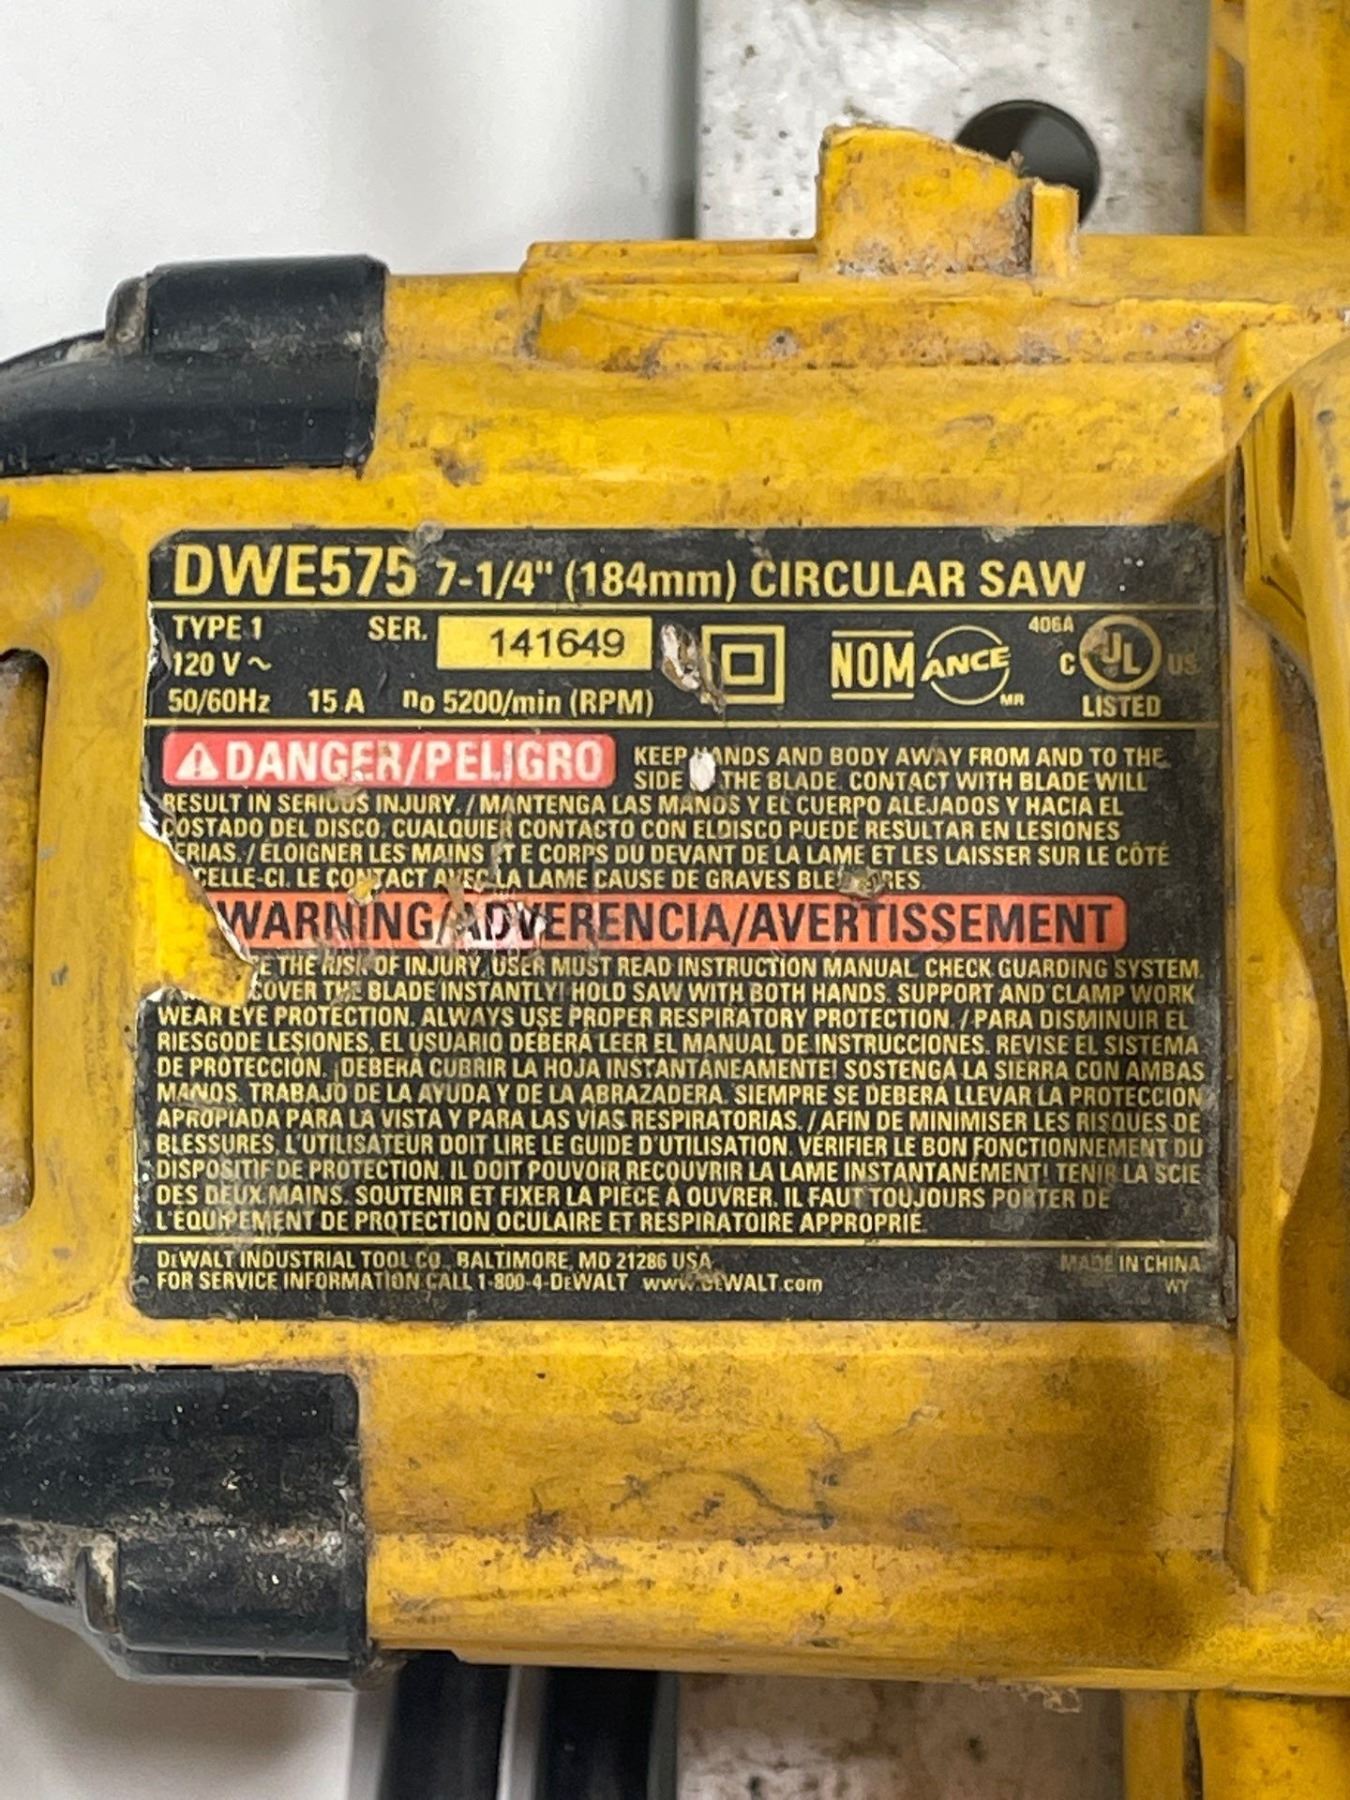 DWE575 7-1/4" (184mm) CIRCULAR SAW
TYPE 1 SER. 141649
120 V ~
50/60Hz 15 A no 5200/min (RPM)
NOM ANCE MR
406A
C UL US
LISTED
DANGER/PELIGRO
KEEP HANDS AND BODY AWAY FROM AND TO THE
SIDE THE BLADE. CONTACT WITH BLADE WILL
RESULT IN SERIOUS INJURY. / MANTENGA LAS MANOS Y EL CUERPO ALEJADOS Y HACIA EL
COSTADO DEL DISCO. CUALQUIER CONTACTO CON ELDISCO PUEDE RESULTAR EN LESIONES
ERIAS. / ÉLOIGNER LES MAINS ET E CORPS DU DEVANT DE LA LAME ET LES LAISSER SUR LE CÔTÉ
CELLE-CI. LE CONTACT AVEC LA LAME CAUSE DE GRAVES
WARNING/ADVERENCIA/AVERTISSEMENT
THE RISK OF INJURY, USER MUST READ INSTRUCTION MANUAL. CHECK GUARDING SYSTEM.
COVER THE BLADE INSTANTLY! HOLD SAW WITH BOTH HANDS. SUPPORT AND CLAMP WORK
WEAR EYE PROTECTION. ALWAYS USE PROPER RESPIRATORY PROTECTION. / PARA DISMINUIR EL
RIESGODE LESIONES, EL USUARIO DEBERÁ LEER EL MANUAL DE INSTRUCCIONES. REVISE EL SISTEMA
DE PROTECCIÓN. ¡DEBERÁ CUBRIR LA HOJA INSTANTÁNEAMENTE! SOSTENGA LA SIERRA CON AMBAS
MANOS. TRABAJO DE LA AYUDA Y DE LA ABRAZADERA. SIEMPRE SE DEBERÁ LLEVAR LA PROTECCIÓN
APROPIADA PARA LA VISTA Y PARA LAS VÍAS RESPIRATORIAS. / AFIN DE MINIMISER LES RISQUES DE
BLESSURES, L'UTILISATEUR DOIT LIRE LE GUIDE D'UTILISATION. VÉRIFIER LE BON FONCTIONNEMENT DU
DISPOSITIF DE PROTECTION. IL DOIT POUVOIR RECOUVRIR LA LAME INSTANTANÉMENT! TENIR LA SCIE
DES DEUX MAINS. SOUTENIR ET FIXER LA PIÈCE À OUVRER. IL FAUT TOUJOURS PORTER DE
L'ÉQUIPEMENT DE PROTECTION OCULAIRE ET RESPIRATOIRE APPROPRIÉ.
DEWALT INDUSTRIAL TOOL CO., BALTIMORE, MD 21286 USA
FOR SERVICE INFORMATION CALL 1-800-4-DEWALT www.DEWALT.com
MADE IN CHINA
WY